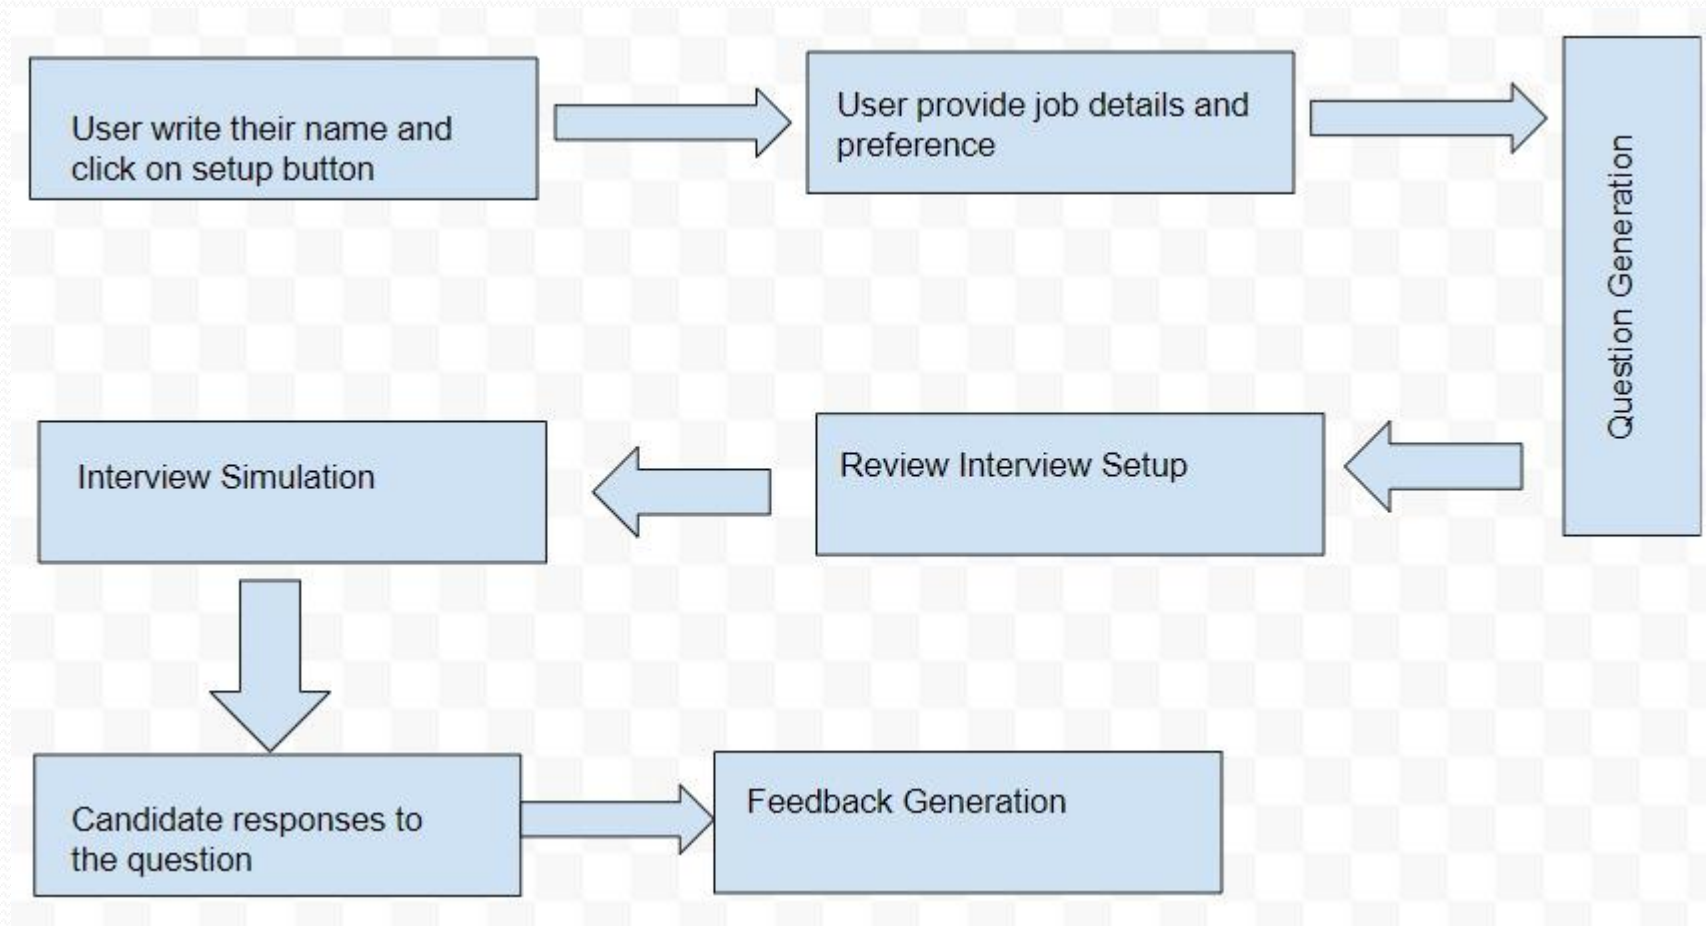 User write their name and
click on setup button
User provide job details and
preference
Question Generation
Review Interview Setup
Interview Simulation
Candidate responses to
the question
Feedback Generation